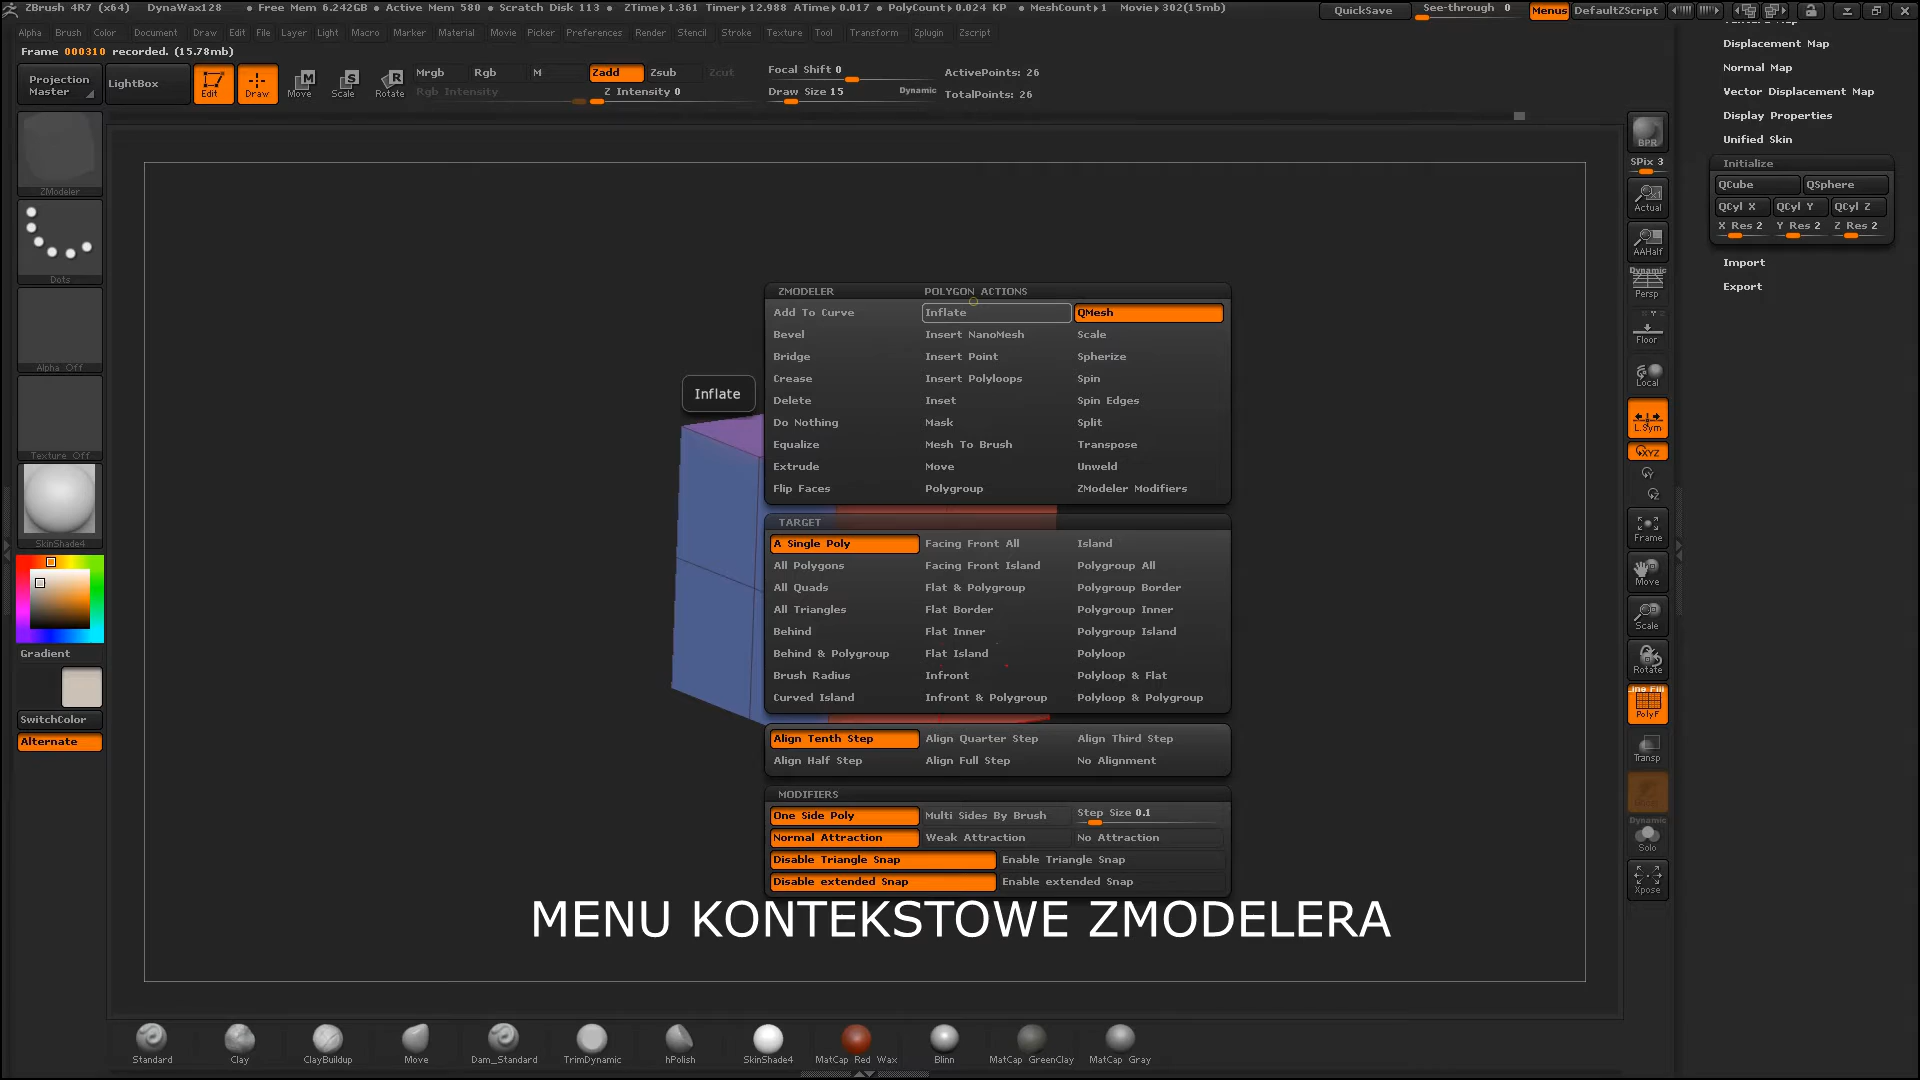 ZBrush 4R7 (x64) DynaWax128 • Free Mem 6.242GB • Active Mem 580 • Scratch Disk 113 • ZTime▸1.361 Timer▸12.988 ATime▸0.017 • PolyCount▸0.024 KP • MeshCount▸1 Movie▸302(15mb) QuickSave See-through 0 Menus DefaultZScript
Alpha Brush Color Document Draw Edit File Layer Light Macro Marker Material Movie Picker Preferences Render Stencil Stroke Texture Tool Transform Zplugin Zscript
Frame 000310 recorded. (15.78mb)
Projection Master
LightBox
Edit
Draw
Move
Scale
Rotate
Mrgb Rgb M Zadd Zsub Zcut
Rgb Intensity Z Intensity 0
Focal Shift 0
Draw Size 15 Dynamic
ActivePoints: 26
TotalPoints: 26
ZModeler
Dots
Alpha Off
Texture Off
SkinShade4
Gradient
SwitchColor
Alternate
Inflate
ZMODELER POLYGON ACTIONS
Add To Curve Inflate QMesh
Bevel Insert NanoMesh Scale
Bridge Insert Point Spherize
Crease Insert Polyloops Spin
Delete Inset Spin Edges
Do Nothing Mask Split
Equalize Mesh To Brush Transpose
Extrude Move Unweld
Flip Faces Polygroup ZModeler Modifiers
TARGET
A Single Poly Facing Front All Island
All Polygons Facing Front Island Polygroup All
All Quads Flat & Polygroup Polygroup Border
All Triangles Flat Border Polygroup Inner
Behind Flat Inner Polygroup Island
Behind & Polygroup Flat Island Polyloop
Brush Radius Infront Polyloop & Flat
Curved Island Infront & Polygroup Polyloop & Polygroup
Align Tenth Step Align Quarter Step Align Third Step
Align Half Step Align Full Step No Alignment
MODIFIERS
One Side Poly Multi Sides By Brush Step Size 0.1
Normal Attraction Weak Attraction No Attraction
Disable Triangle Snap Enable Triangle Snap
Disable extended Snap Enable extended Snap
MENU KONTEKSTOWE ZMODELERA
BPR
SPix 3
Actual
AAHalf
Dynamic
Persp
Floor
Local
L.Sym
XYZ
Frame
Move
Scale
Rotate
Line Fill
PolyF
Transp
Dynamic
Solo
Xpose
Displacement Map
Normal Map
Vector Displacement Map
Display Properties
Unified Skin
Initialize
QCube QSphere
QCyl X QCyl Y QCyl Z
X Res 2 Y Res 2 Z Res 2
Import
Export
Standard Clay ClayBuildup Move Dam_Standard TrimDynamic hPolish SkinShade4 MatCap Red Wax Blinn MatCap GreenClay MatCap Gray